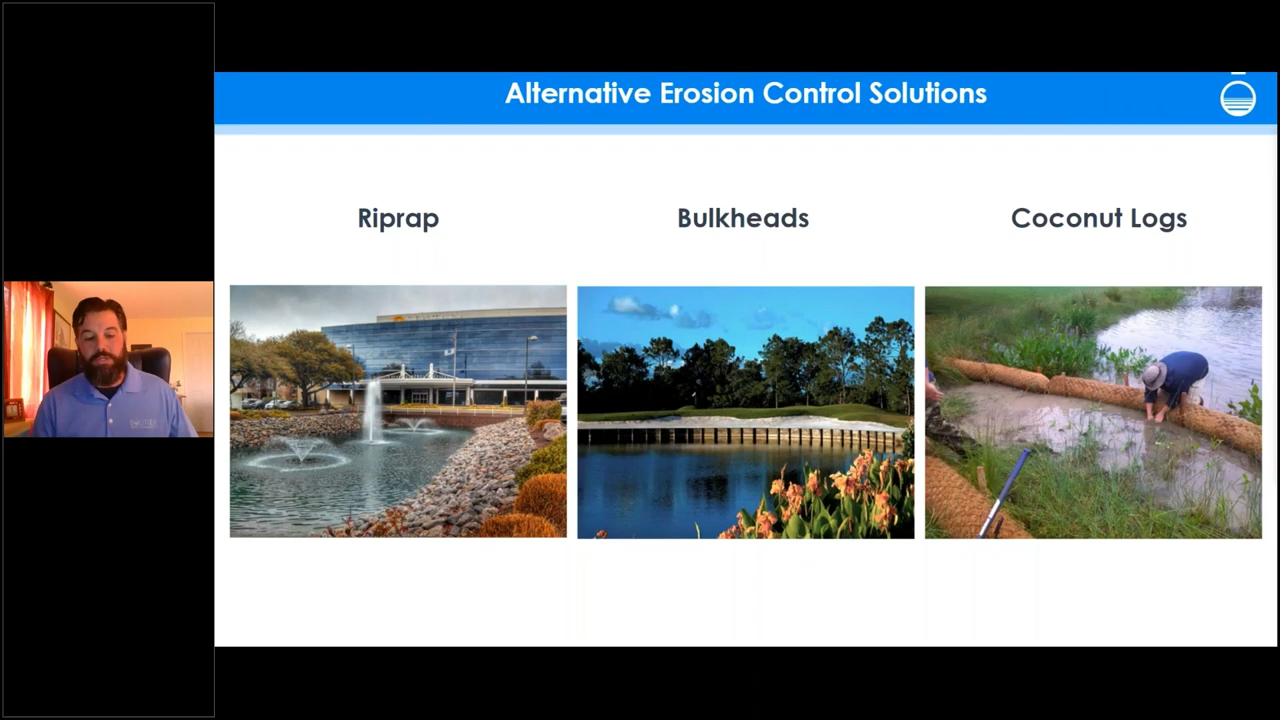 Alternative Erosion Control Solutions
Riprap
Bulkheads
Coconut Logs